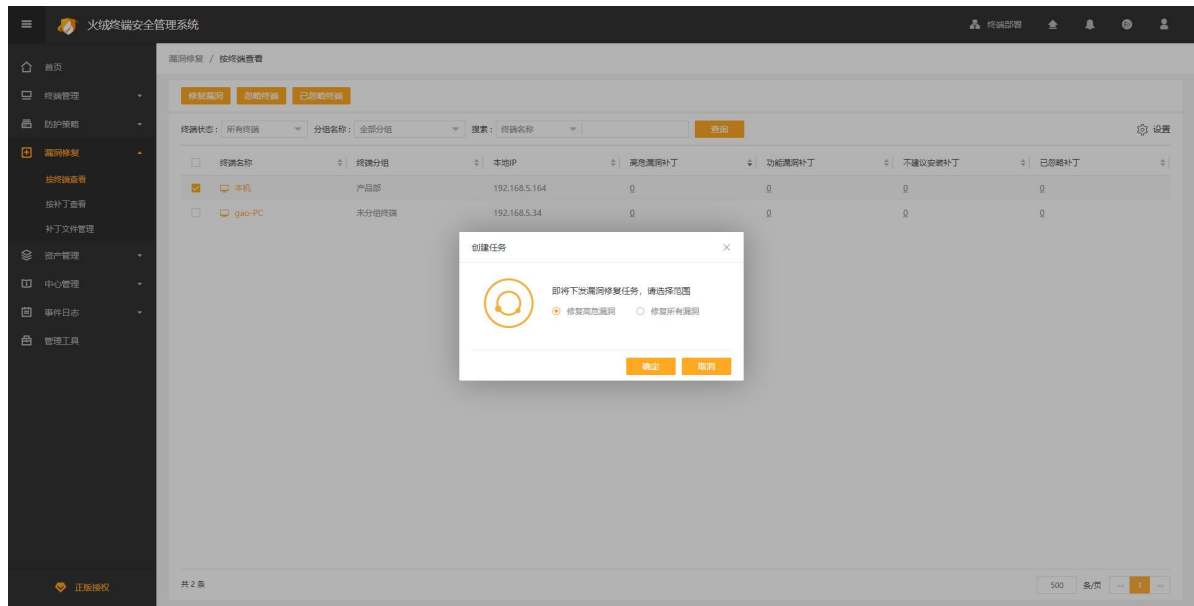 火绒终端安全管理系统
终端部署
首页
终端管理
防护策略
漏洞修复
按终端查看
按补丁查看
补丁文件管理
资产管理
中心管理
事件日志
管理工具
正版授权
漏洞修复 / 按终端查看
修复漏洞 忽略终端 已忽略终端
终端状态: 所有终端 分组名称: 全部分组 搜索: 终端名称 查询 设置
终端名称 终端分组 本地IP 高危漏洞补丁 功能漏洞补丁 不建议安装补丁 已忽略补丁
本机 产品部 192.168.5.164 0 0 0 0
gao-PC 未分组终端 192.168.5.34 0 0 0 0
创建任务
即将下发漏洞修复任务，请选择范围
修复高危漏洞 修复所有漏洞
确定 取消
共 2 条 500 条/页 1